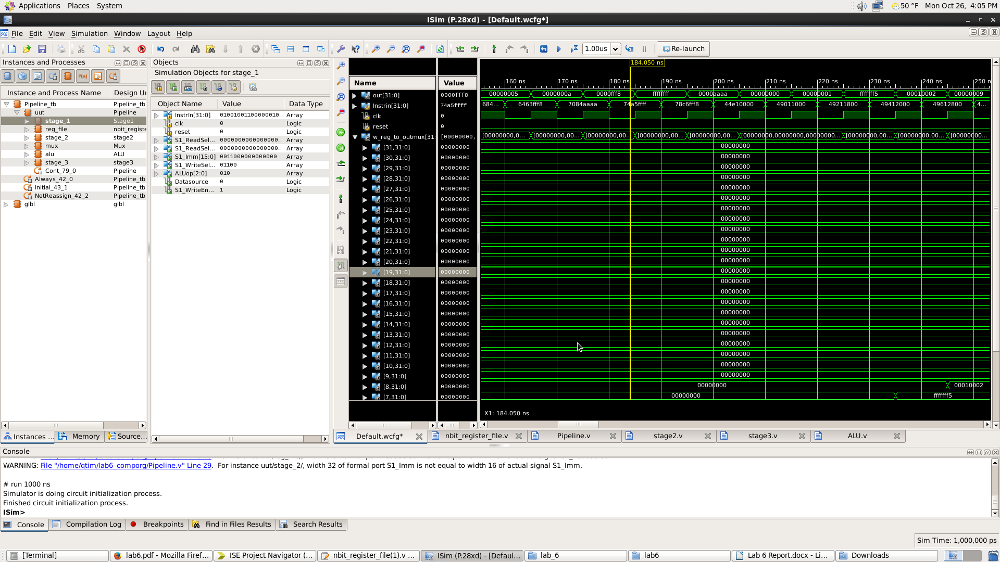 Applications Places System
50 °F Mon Oct 26, 4:05 PM
ISim (P.28xd) - [Default.wcfg*]
File Edit View Simulation Window Layout Help
1.00us Re-launch
Instances and Processes
Instance and Process Name Design Ur
Pipeline_tb Pipeline_tb
uut Pipeline
stage_1 Stage1
reg_file nbit_registe
stage_2 stage2
mux Mux
alu ALU
stage_3 stage3
Cont_79_0 Pipeline
Always_42_0 Pipeline_tb
Initial_43_1 Pipeline_tb
NetReassign_42_2 Pipeline_tb
glbl glbl
Instances ... Memory Source...
Objects
Simulation Objects for stage_1
Object Name Value Data Type
InstrIn[31:0] 010010011000000010... Array
clk 0 Logic
reset 0 Logic
S1_ReadSel... 0000000000000000... Array
S1_ReadSel... 0000000000000000... Array
S1_Imm[15:0] 0011000000000000 Array
S1_WriteSel... 01100 Array
ALUop[2:0] 010 Array
Datasource 0 Logic
S1_WriteEn... 1 Logic
184.050 ns
Name Value
160 ns 170 ns 180 ns 190 ns 200 ns 210 ns 220 ns 230 ns 240 ns 250 n
out[31:0] 0000fff8 00000005 0000000a 0000fff8 ffffffff 0000aaaa 00000000 00000001 fffffff5 00010002 00000009
Instrin[31:0] 74a5ffff 684... 6463fff8 7084aaaa 74a5ffff 78c6fff8 44e10000 49011000 49211800 49412000 49612800 4...
clk 0
reset 0
w_reg_to_outmux[31: [00000000, [00000000,0... [00000000,00... [00000000,00... [00000000,00... [00000000,00... [00000000,00000000,00000000... [00000000,00... [00000000,00... [00000000...
[31,31:0] 00000000 00000000
[30,31:0] 00000000 00000000
[29,31:0] 00000000 00000000
[28,31:0] 00000000 00000000
[27,31:0] 00000000 00000000
[26,31:0] 00000000 00000000
[25,31:0] 00000000 00000000
[24,31:0] 00000000 00000000
[23,31:0] 00000000 00000000
[22,31:0] 00000000 00000000
[21,31:0] 00000000 00000000
[20,31:0] 00000000 00000000
[19,31:0] 00000000 00000000
[18,31:0] 00000000 00000000
[17,31:0] 00000000 00000000
[16,31:0] 00000000 00000000
[15,31:0] 00000000 00000000
[14,31:0] 00000000 00000000
[13,31:0] 00000000 00000000
[12,31:0] 00000000 00000000
[11,31:0] 00000000 00000000
[10,31:0] 00000000 00000000
[9,31:0] 00000000 00000000
[8,31:0] 00000000 00000000 00010002
[7,31:0] 00000000 00000000 fffffff5
X1: 184.050 ns
Default.wcfg* nbit_register_file.v Pipeline.v stage2.v stage3.v ALU.v
Console
WARNING: File "/home/qtim/lab6_comporg/Pipeline.v" Line 29. For instance uut/stage_2/, width 32 of formal port S1_Imm is not equal to width 16 of actual signal S1_Imm.
# run 1000 ns
Simulator is doing circuit initialization process.
Finished circuit initialization process.
ISim>
Console Compilation Log Breakpoints Find in Files Results Search Results
Sim Time: 1,000,000 ps
[Terminal] lab6.pdf - Mozilla Firef... ISE Project Navigator (... nbit_register_file(1).v ... ISim (P.28xd) - [Defaul... lab_6 lab6 Lab 6 Report.docx - Li... Downloads